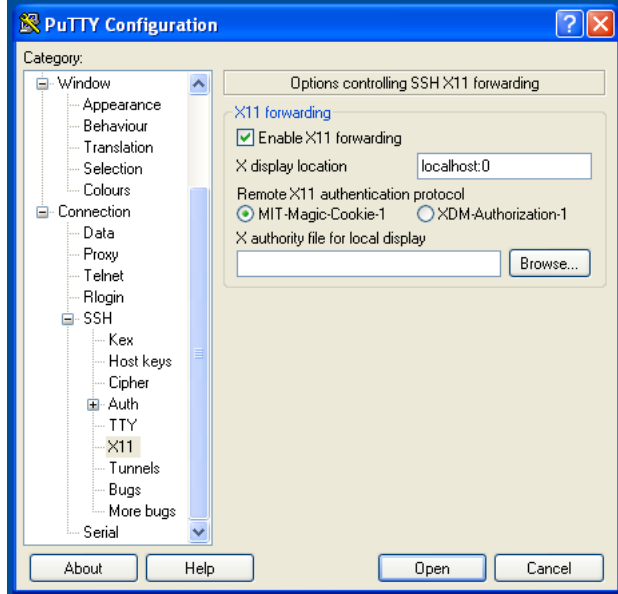 PuTTY Configuration
Category:
Window
Appearance
Behaviour
Translation
Selection
Colours
Connection
Data
Proxy
Telnet
Rlogin
SSH
Kex
Host keys
Cipher
Auth
TTY
X11
Tunnels
Bugs
More bugs
Serial
Options controlling SSH X11 forwarding
X11 forwarding
Enable X11 forwarding
X display location localhost:0
Remote X11 authentication protocol
MIT-Magic-Cookie-1 XDM-Authorization-1
X authority file for local display
Browse...
About Help Open Cancel